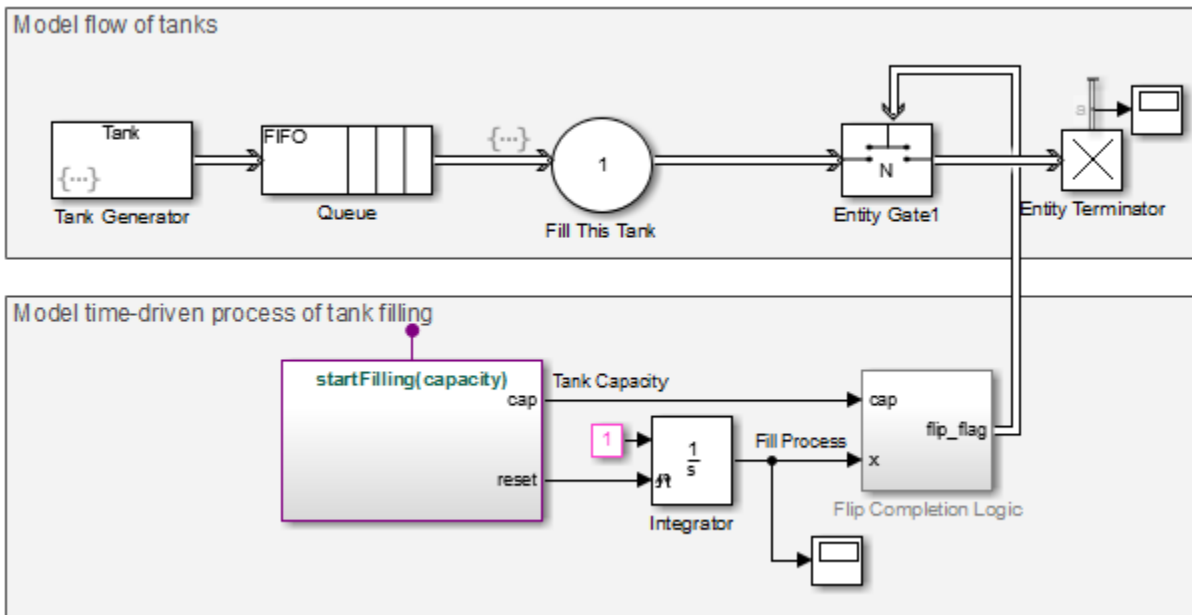 Model flow of tanks
Tank
{...}
Tank Generator
FIFO
Queue
{...}
1
Fill This Tank
N
Entity Gate1
a
Entity Terminator
Model time-driven process of tank filling
startFilling(capacity)
cap
reset
Tank Capacity
1
1
s
Integrator
Fill Process
cap
x
flip_flag
Flip Completion Logic